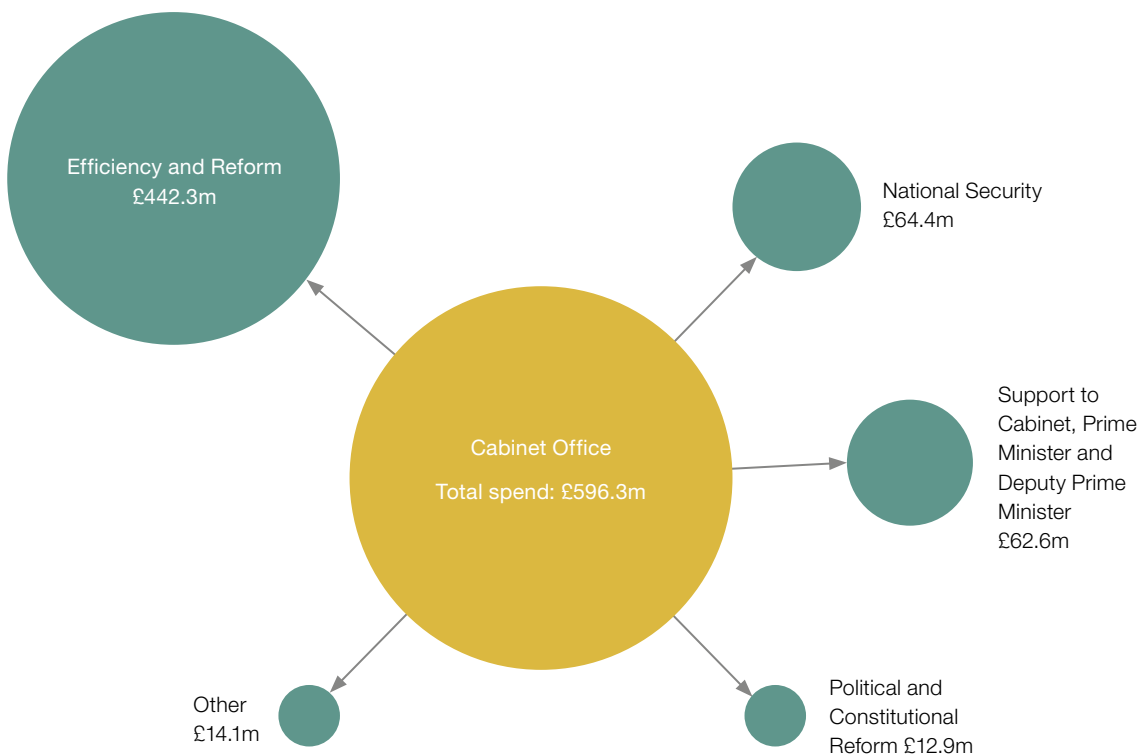 Efficiency and Reform
£442.3m
National Security
£64.4m
Cabinet Office
Total spend: £596.3m
Support to
Cabinet, Prime
Minister and
Deputy Prime
Minister
£62.6m
Other
£14.1m
Political and
Constitutional
Reform £12.9m